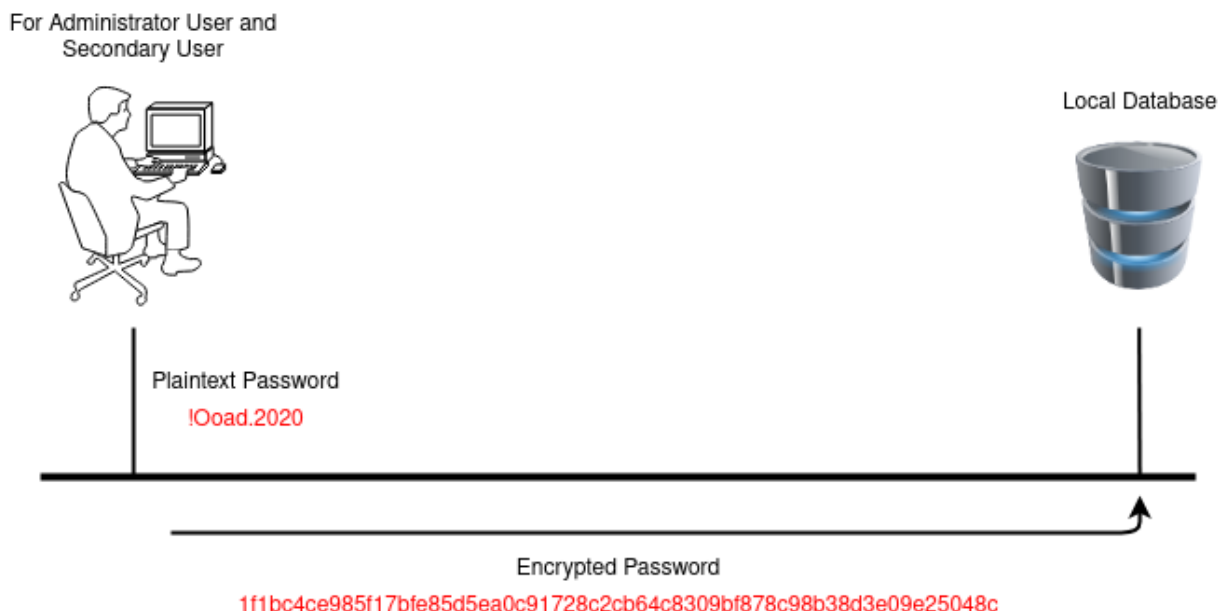 For Administrator User and
Secondary User
Local Database
Plaintext Password
!Ooad.2020
Encrypted Password
1f1bc4ce985f17bfe85d5ea0c91728c2cb64c8309bf878c98b38d3e09e25048c